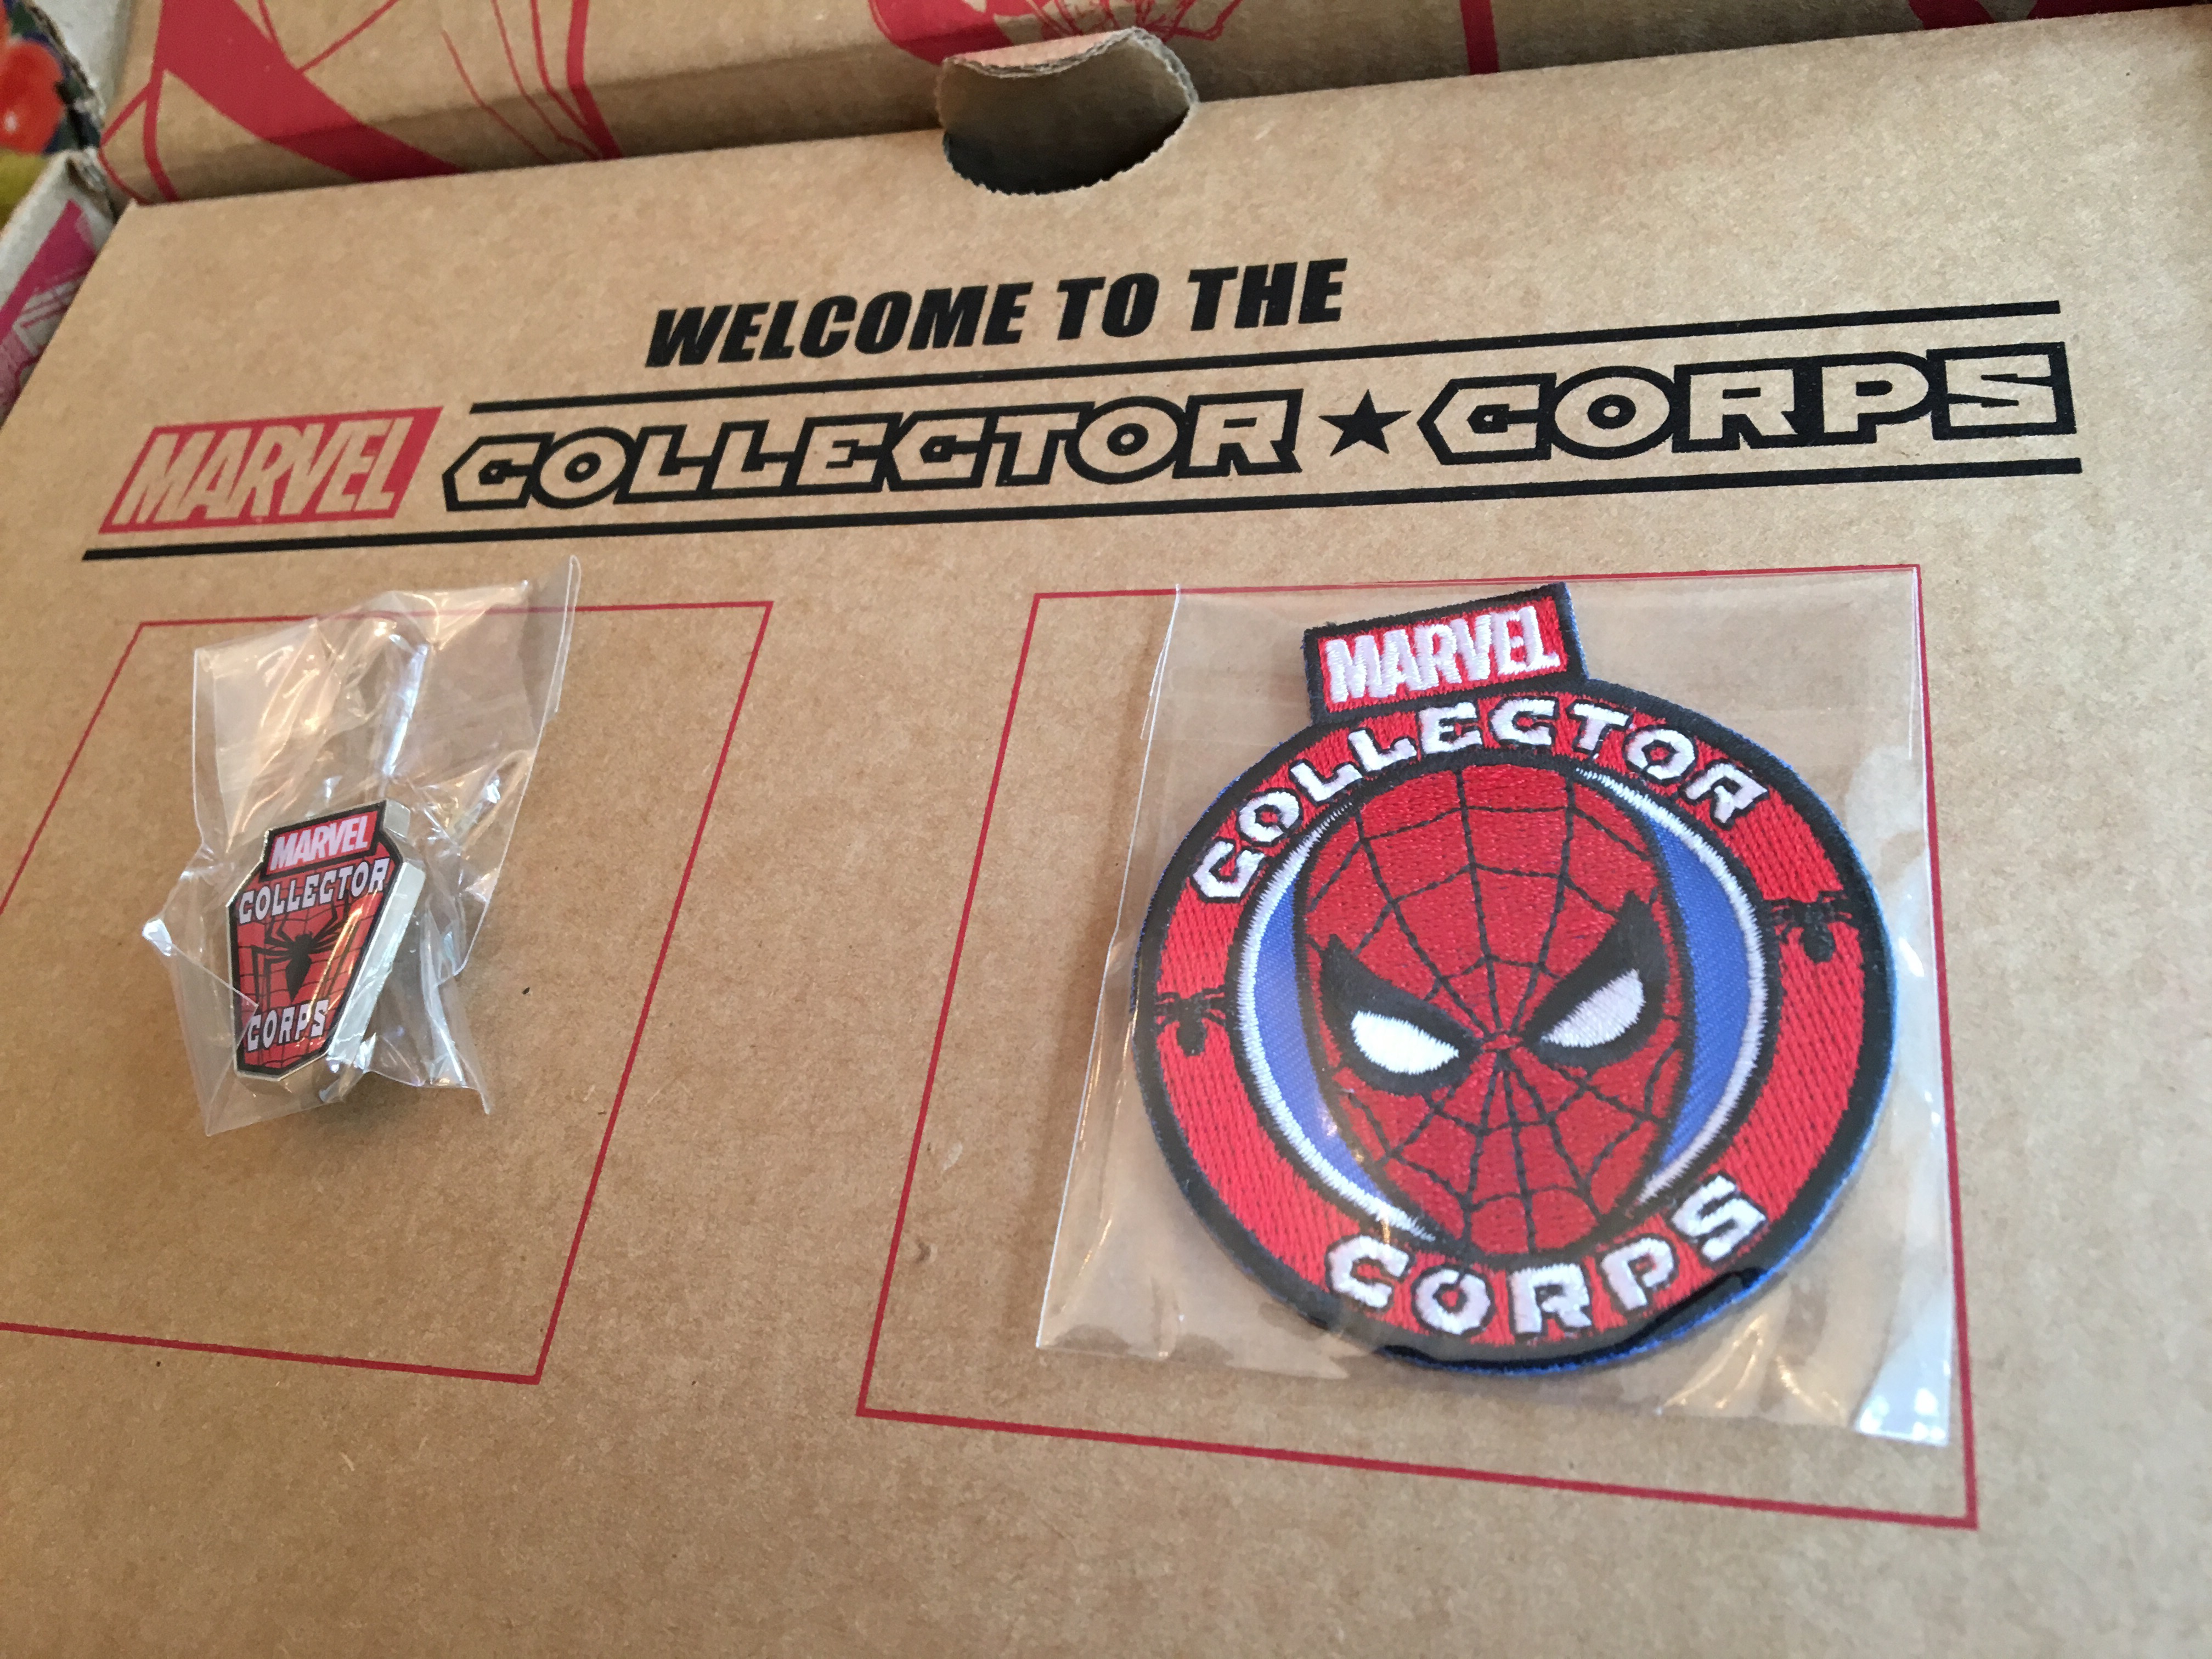 WELCOME TO THE
MARVEL COLLECTOR★CORPS
MARVEL
COLLECTOR
CORPS
MARVEL
COLLECTOR
CORPS